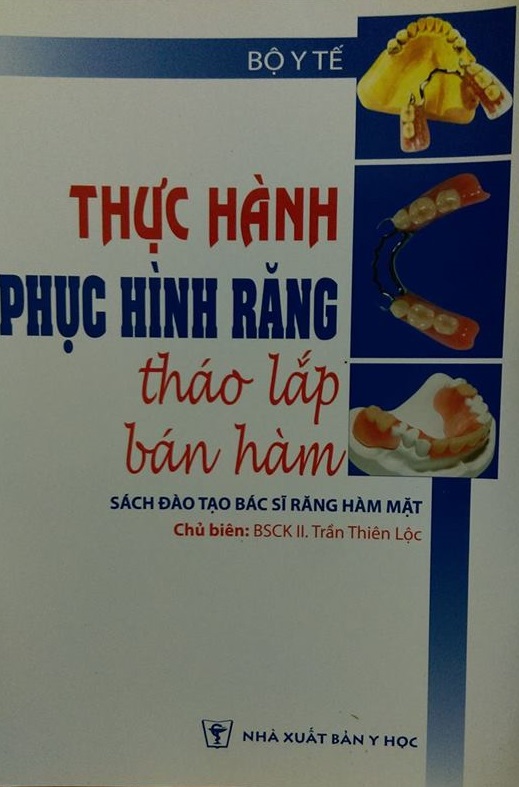 BỘ Y TẾ
THỰC HÀNH
PHỤC HÌNH RĂNG
tháo lắp
bán hàm
SÁCH ĐÀO TẠO BÁC SĨ RĂNG HÀM MẶT
Chủ biên: BSCK II. Trần Thiên Lộc
NHÀ XUẤT BẢN Y HỌC